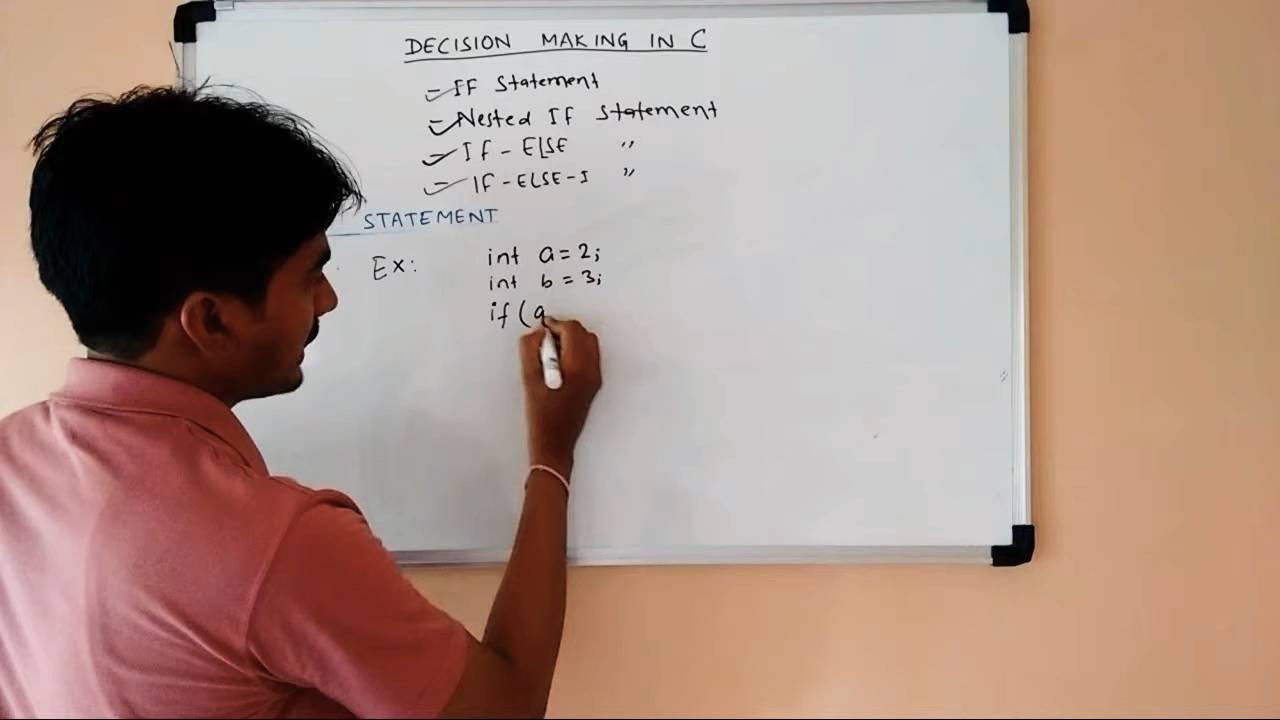 DECISION MAKING IN C
- IF Statement
- Nested IF Statement
- If - ELSE "
- IF - ELSE - I "
STATEMENT
Ex: int a = 2;
int b = 3;
if (a